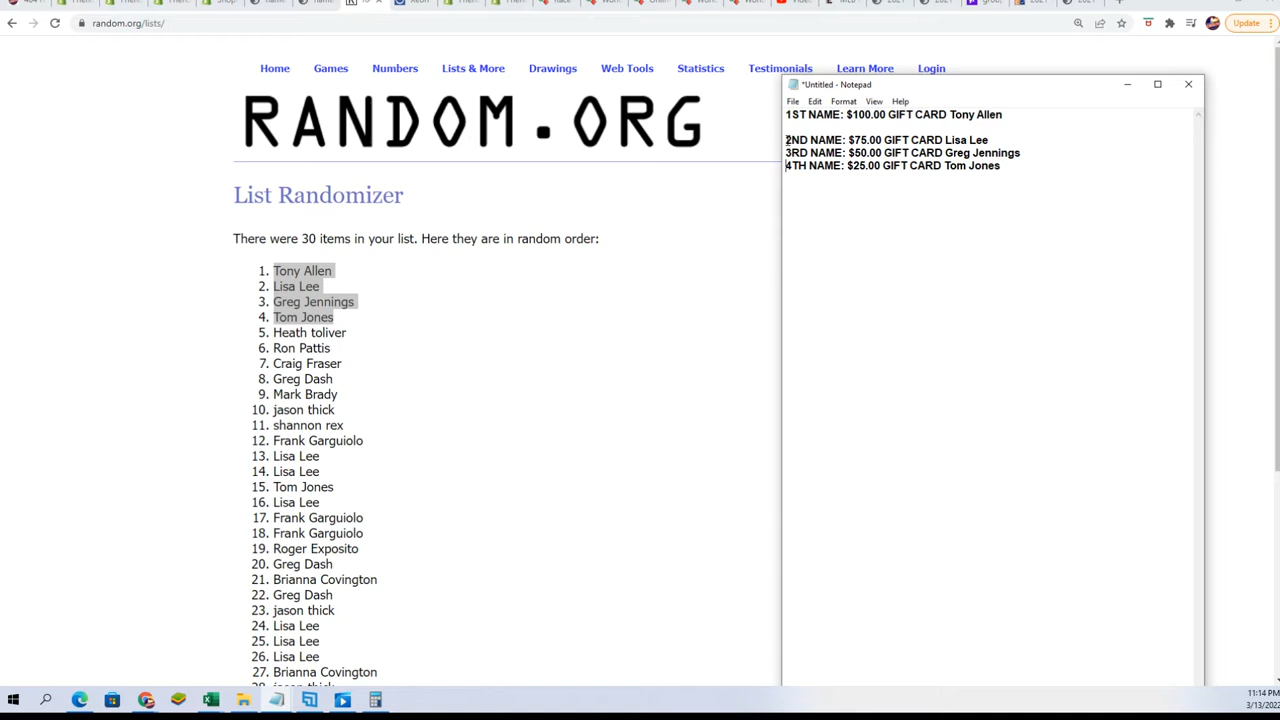 random.org/lists/
Update
Home Games Numbers Lists & More Drawings Web Tools Statistics Testimonials Learn More Login
RANDOM.ORG
List Randomizer
There were 30 items in your list. Here they are in random order:
1. Tony Allen
2. Lisa Lee
3. Greg Jennings
4. Tom Jones
5. Heath toliver
6. Ron Pattis
7. Craig Fraser
8. Greg Dash
9. Mark Brady
10. jason thick
11. shannon rex
12. Frank Garguiolo
13. Lisa Lee
14. Lisa Lee
15. Tom Jones
16. Lisa Lee
17. Frank Garguiolo
18. Frank Garguiolo
19. Roger Exposito
20. Greg Dash
21. Brianna Covington
22. Greg Dash
23. jason thick
24. Lisa Lee
25. Lisa Lee
26. Lisa Lee
27. Brianna Covington
28. jason thick
*Untitled - Notepad
File Edit Format View Help
1ST NAME: $100.00 GIFT CARD Tony Allen
2ND NAME: $75.00 GIFT CARD Lisa Lee
3RD NAME: $50.00 GIFT CARD Greg Jennings
4TH NAME: $25.00 GIFT CARD Tom Jones
11:14 PM